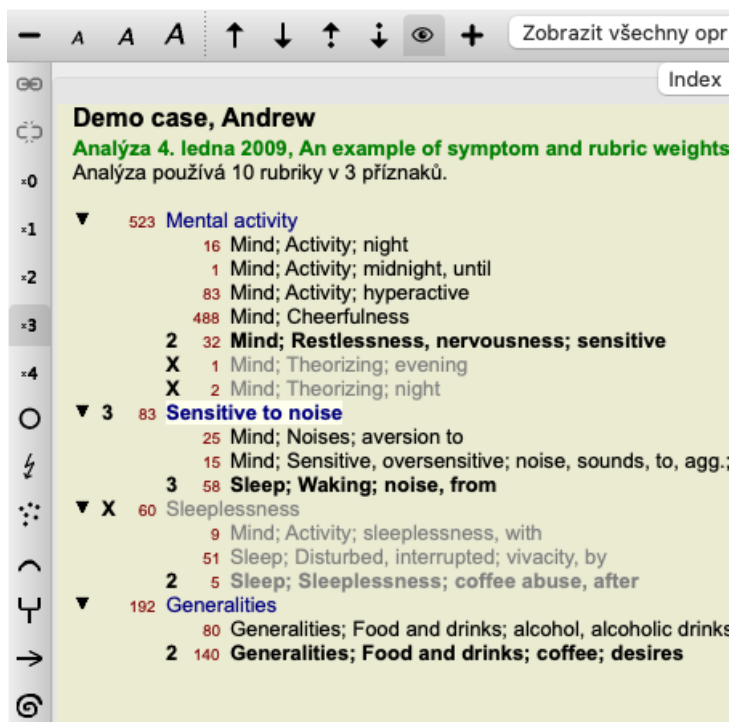 A A A Zobrazit všechny opr
Index
Demo case, Andrew
Analýza 4. ledna 2009, An example of symptom and rubric weights
Analýza používá 10 rubriky v 3 příznaků.
×0
×1
×2
×3
×4
523 Mental activity
16 Mind; Activity; night
1 Mind; Activity; midnight, until
83 Mind; Activity; hyperactive
488 Mind; Cheerfulness
2 32 Mind; Restlessness, nervousness; sensitive
X 1 Mind; Theorizing; evening
X 2 Mind; Theorizing; night
3 83 Sensitive to noise
25 Mind; Noises; aversion to
15 Mind; Sensitive, oversensitive; noise, sounds, to, agg.;
3 58 Sleep; Waking; noise, from
X 60 Sleeplessness
9 Mind; Activity; sleeplessness, with
51 Sleep; Disturbed, interrupted; vivacity, by
2 5 Sleep; Sleeplessness; coffee abuse, after
192 Generalities
80 Generalities; Food and drinks; alcohol, alcoholic drinks
2 140 Generalities; Food and drinks; coffee; desires